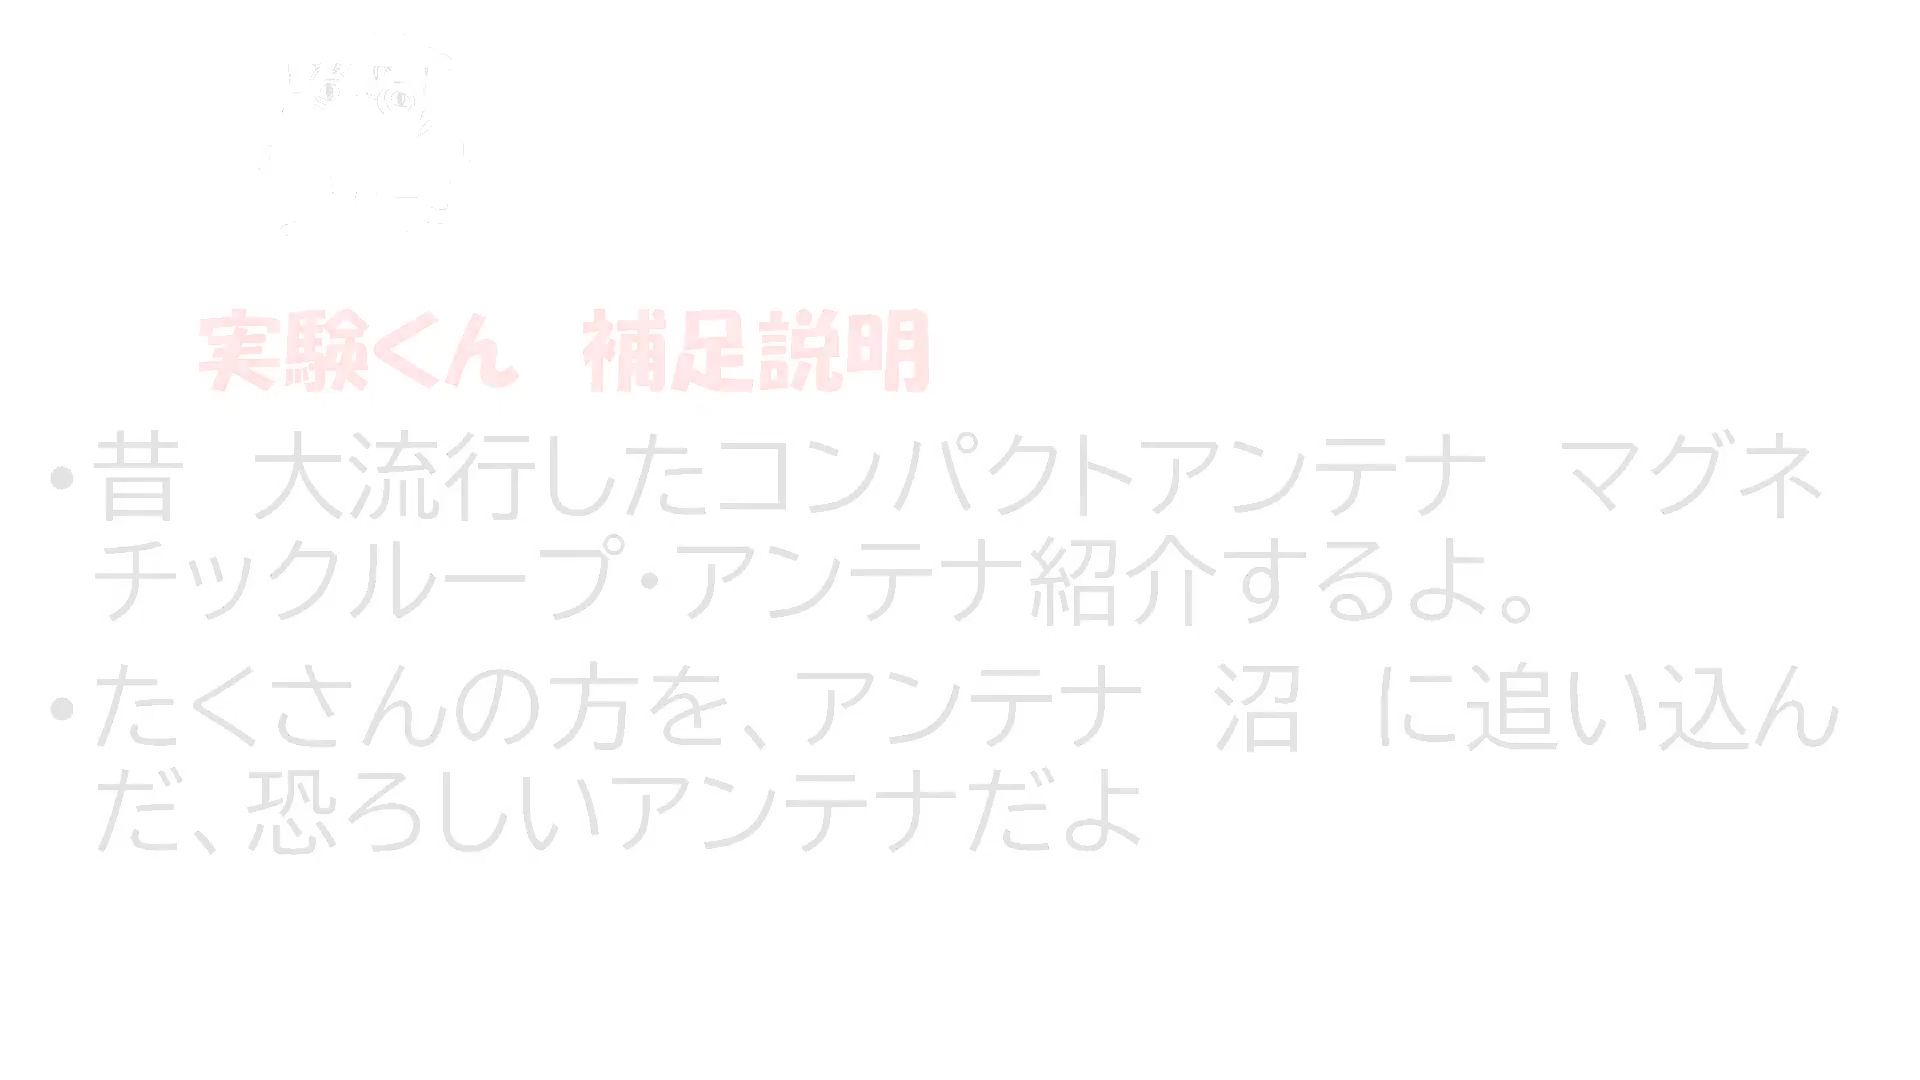 実験くん　補足説明
•昔　大流行したコンパクトアンテナ　マグネ
チックループ・アンテナ紹介するよ。
•たくさんの方を、アンテナ　沼　に追い込ん
だ、恐ろしいアンテナだよ